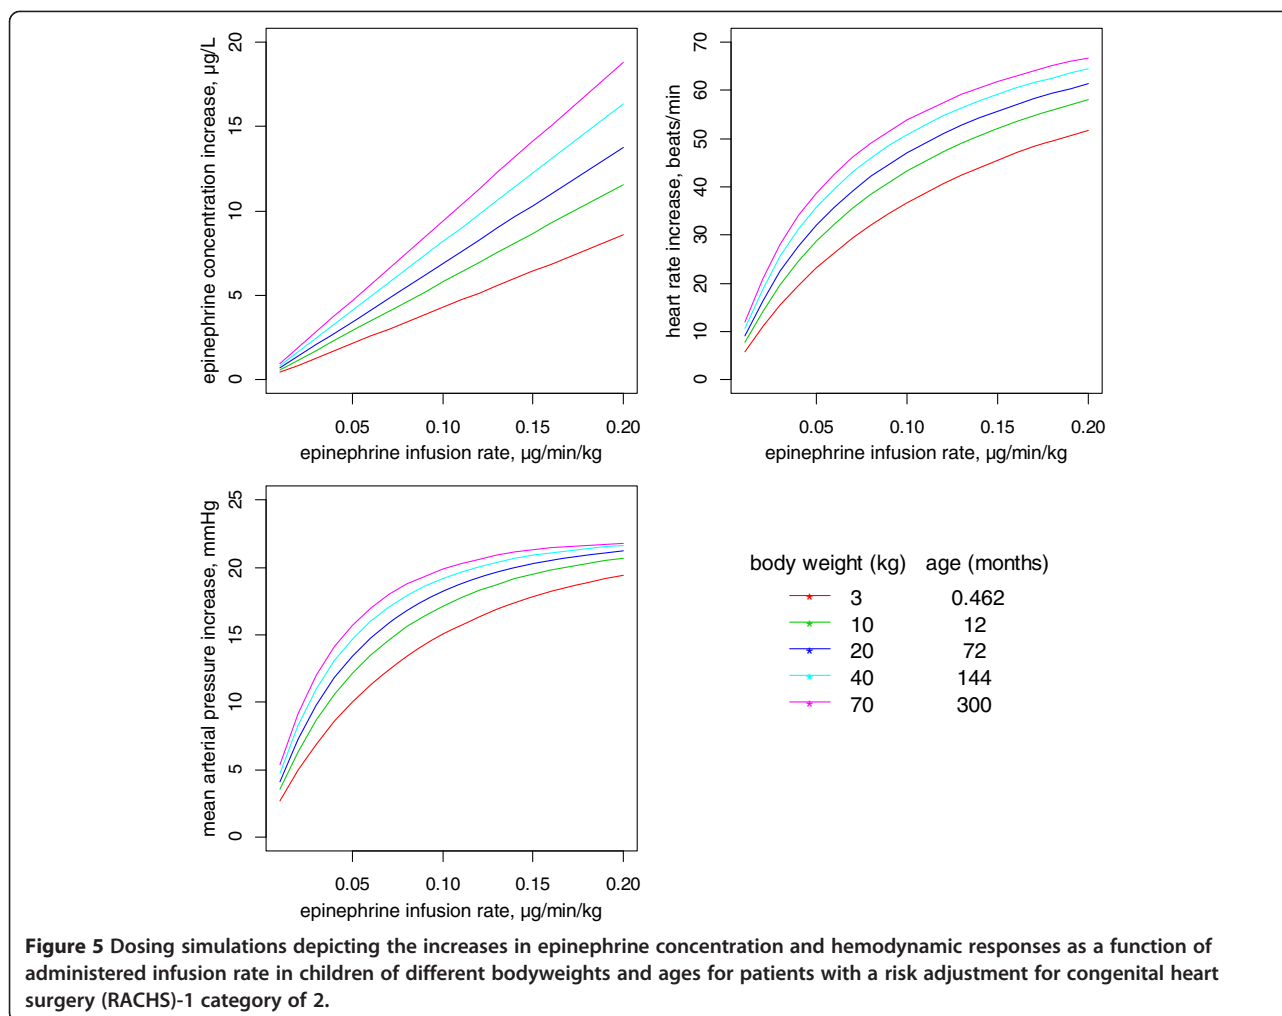 epinephrine concentration increase, µg/L
20
15
10
5
0
0.05 0.10 0.15 0.20
epinephrine infusion rate, µg/min/kg
heart rate increase, beats/min
70
60
50
40
30
20
10
0
0.05 0.10 0.15 0.20
epinephrine infusion rate, µg/min/kg
mean arterial pressure increase, mmHg
25
20
15
10
5
0
0.05 0.10 0.15 0.20
epinephrine infusion rate, µg/min/kg
body weight (kg) age (months)
3 0.462
10 12
20 72
40 144
70 300
Figure 5 Dosing simulations depicting the increases in epinephrine concentration and hemodynamic responses as a function of
administered infusion rate in children of different bodyweights and ages for patients with a risk adjustment for congenital heart
surgery (RACHS)-1 category of 2.